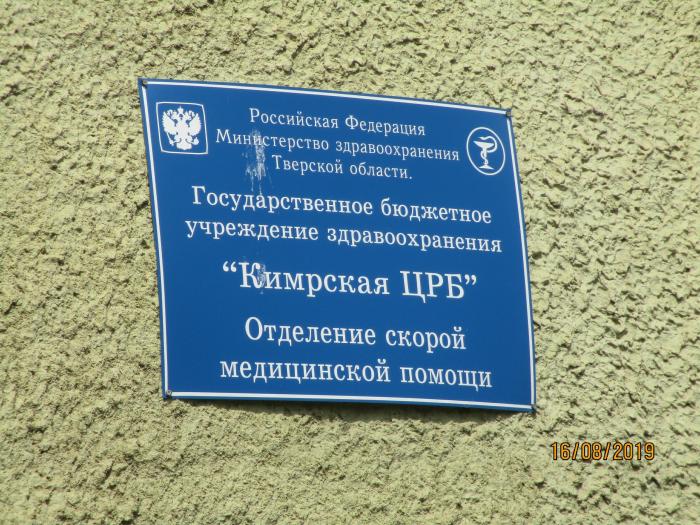 Российская Федерация
Министерство здравоохранения
Тверской области.
Государственное бюджетное
учреждение здравоохранения
“Кимрская ЦРБ”
Отделение скорой
медицинской помощи
16/08/2019